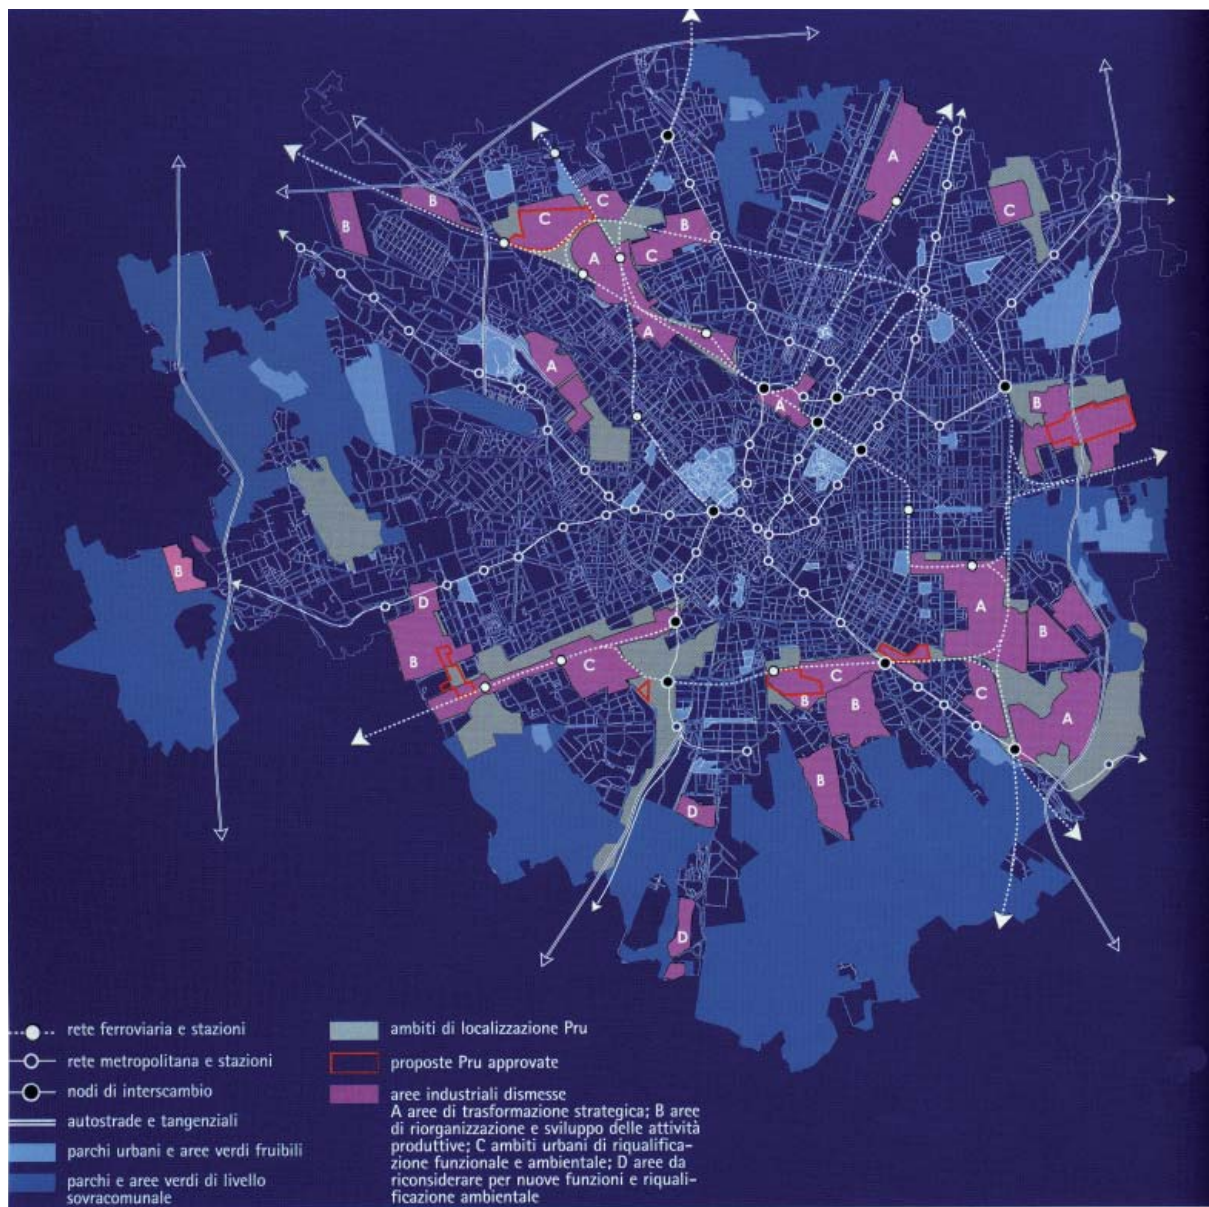 A
C
B
B
C
C
B
A
C
A
A
A
B
B
D
B
A
B
C
C
B
B
C
A
B
D
D
rete ferroviaria e stazioni
rete metropolitana e stazioni
nodi di interscambio
autostrade e tangenziali
parchi urbani e aree verdi fruibili
parchi e aree verdi di livello
sovracomunale
ambiti di localizzazione Pru
proposte Pru approvate
aree industriali dismesse
A aree di trasformazione strategica; B aree
di riorganizzazione e sviluppo delle attività
produttive; C ambiti urbani di riqualifica-
zione funzionale e ambientale; D aree da
riconsiderare per nuove funzioni e riquali-
ficazione ambientale